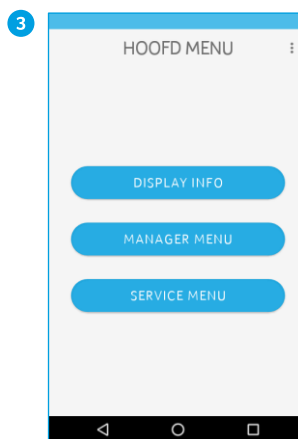 3
HOOFD MENU
DISPLAY INFO
MANAGER MENU
SERVICE MENU